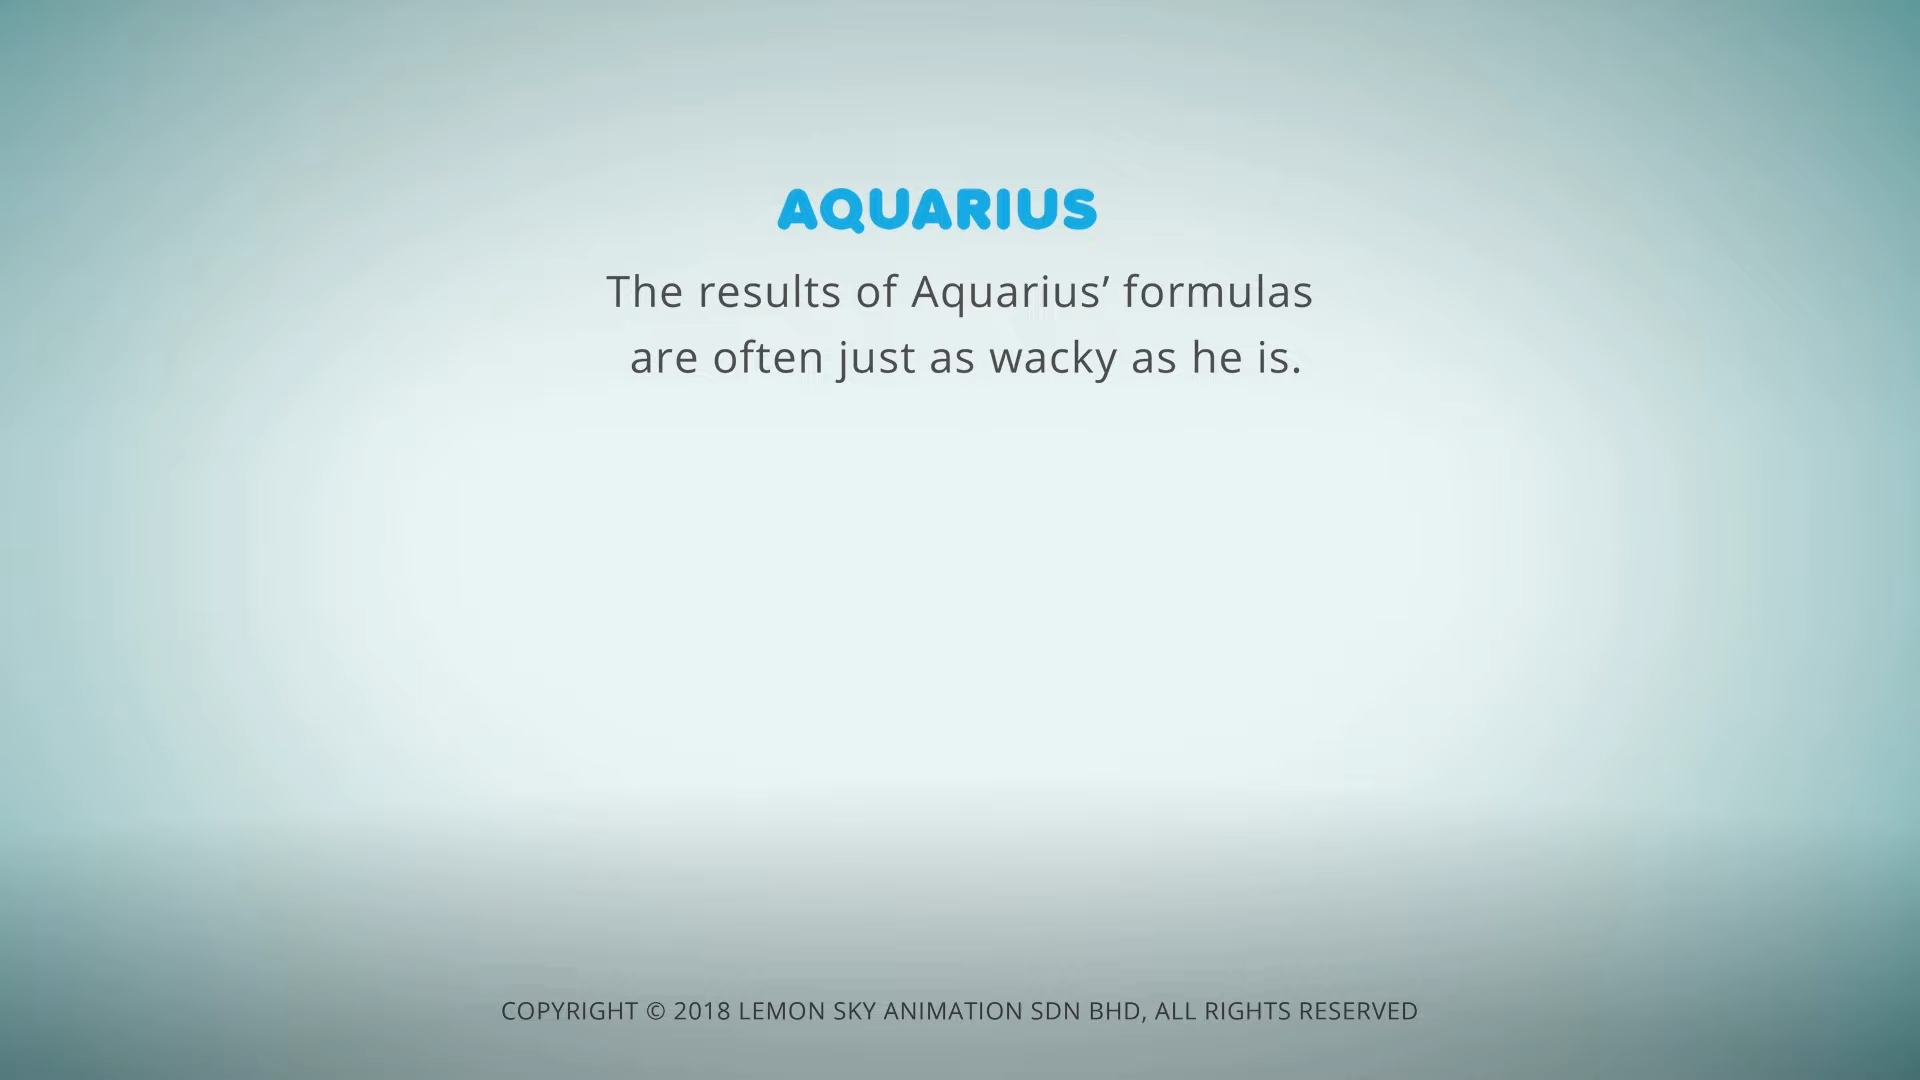 AQUARIUS
The results of Aquarius’ formulas
are often just as wacky as he is.
COPYRIGHT © 2018 LEMON SKY ANIMATION SDN BHD, ALL RIGHTS RESERVED